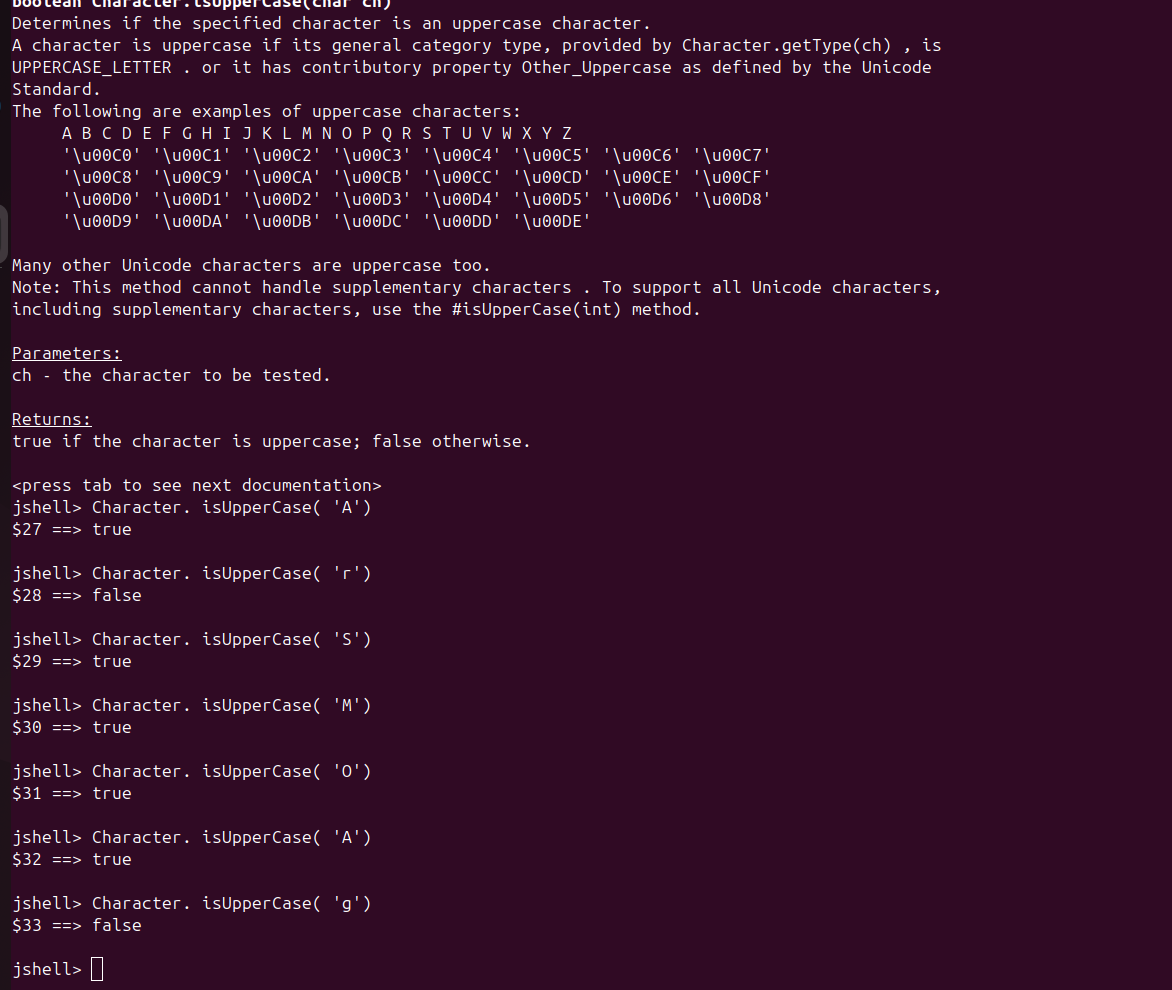 boolean Character.isUpperCase(char ch)
Determines if the specified character is an uppercase character.
A character is uppercase if its general category type, provided by Character.getType(ch) , is
UPPERCASE_LETTER . or it has contributory property Other_Uppercase as defined by the Unicode
Standard.
The following are examples of uppercase characters:
A B C D E F G H I J K L M N O P Q R S T U V W X Y Z
'\u00C0' '\u00C1' '\u00C2' '\u00C3' '\u00C4' '\u00C5' '\u00C6' '\u00C7'
'\u00C8' '\u00C9' '\u00CA' '\u00CB' '\u00CC' '\u00CD' '\u00CE' '\u00CF'
'\u00D0' '\u00D1' '\u00D2' '\u00D3' '\u00D4' '\u00D5' '\u00D6' '\u00D8'
'\u00D9' '\u00DA' '\u00DB' '\u00DC' '\u00DD' '\u00DE'
Many other Unicode characters are uppercase too.
Note: This method cannot handle supplementary characters . To support all Unicode characters,
including supplementary characters, use the #isUpperCase(int) method.
Parameters:
ch - the character to be tested.
Returns:
true if the character is uppercase; false otherwise.
<press tab to see next documentation>
jshell> Character. isUpperCase( 'A')
$27 ==> true
jshell> Character. isUpperCase( 'r')
$28 ==> false
jshell> Character. isUpperCase( 'S')
$29 ==> true
jshell> Character. isUpperCase( 'M')
$30 ==> true
jshell> Character. isUpperCase( 'O')
$31 ==> true
jshell> Character. isUpperCase( 'A')
$32 ==> true
jshell> Character. isUpperCase( 'g')
$33 ==> false
jshell>